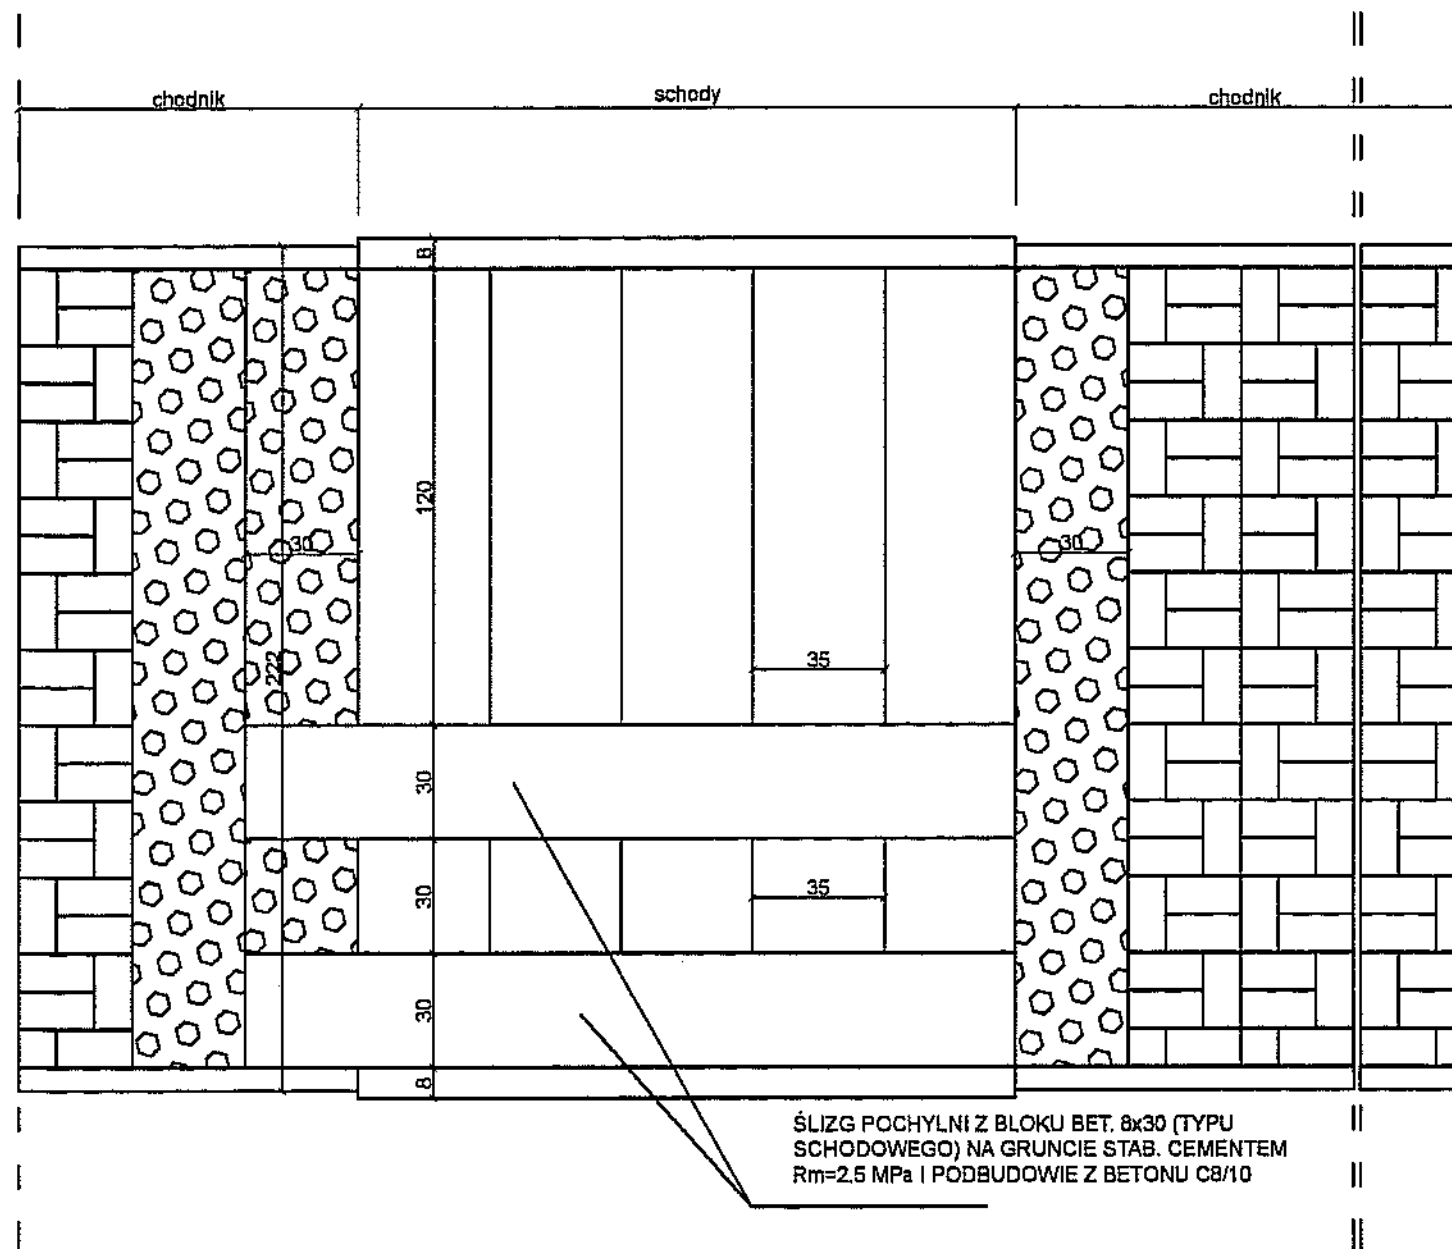 chodnik
schody
chodnik
8
120
30
30
222
35
30
35
30
30
8
ŚLIZG POCHYLNI Z BLOKU BET. 8x30 (TYPU
SCHODOWEGO) NA GRUNCIE STAB. CEMENTEM
Rm=2,5 MPa I PODBUDOWIE Z BETONU C8/10